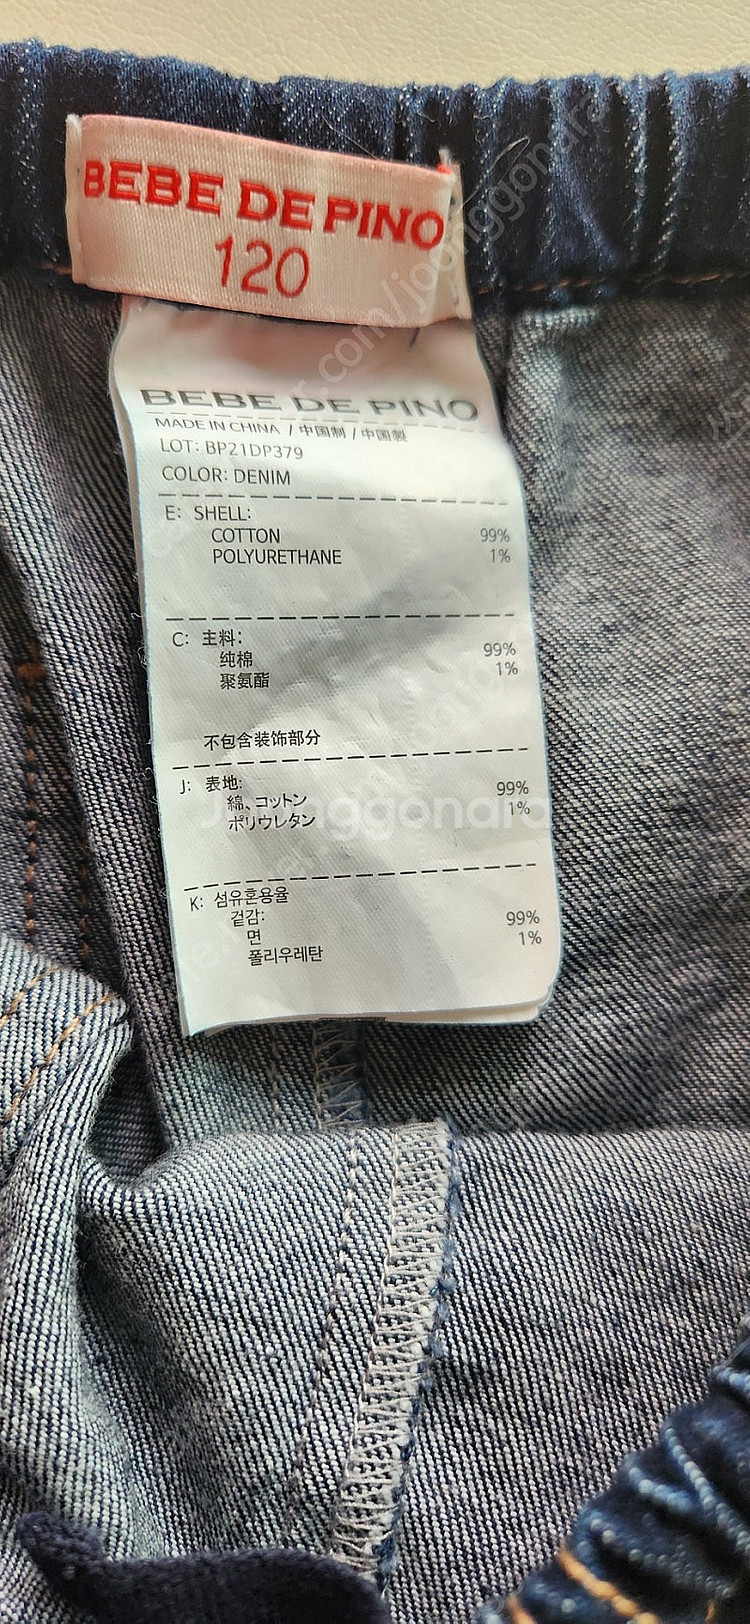 BEBE DE PINO
120
BEBE DE PINO
MADE IN CHINA / 中国制 / 中國製
LOT: BP21DP379
COLOR: DENIM
E: SHELL:
COTTON 99%
POLYURETHANE 1%
C: 主料:
纯棉 99%
聚氨酯 1%
不包含装饰部分
J: 表地:
綿、コットン 99%
ポリウレタン 1%
K: 섬유혼용율
겉감:
면 99%
폴리우레탄 1%
Joonggonara